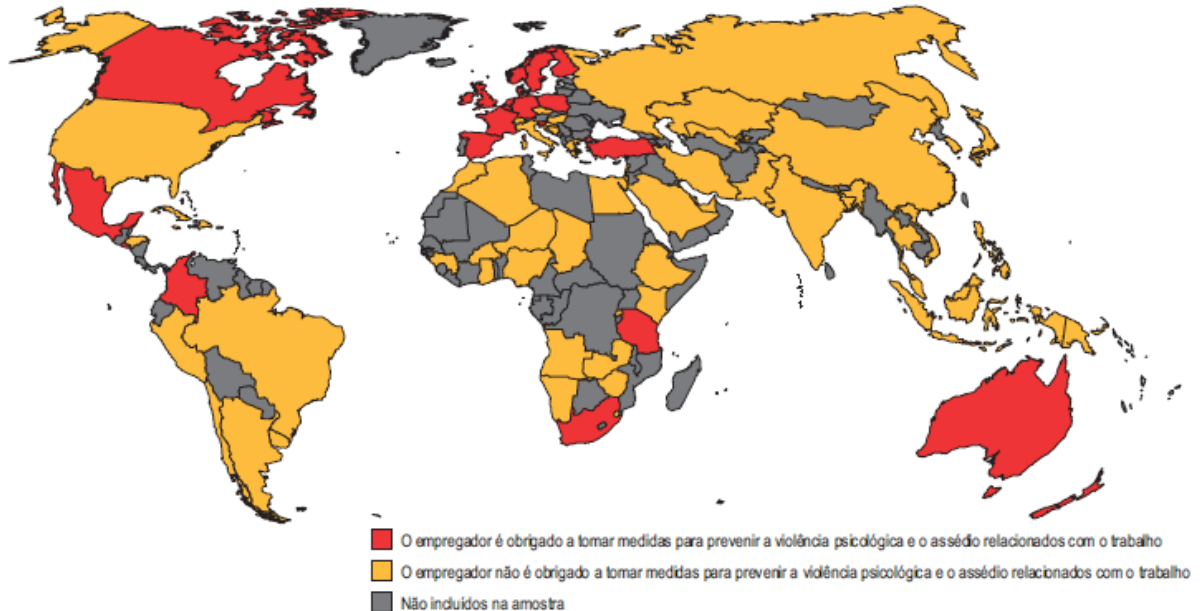 O empregador é obrigado a tomar medidas para prevenir a violência psicológica e o assédio relacionados com o trabalho
O empregador não é obrigado a tomar medidas para prevenir a violência psicológica e o assédio relacionados com o trabalho
Não incluídos na amostra